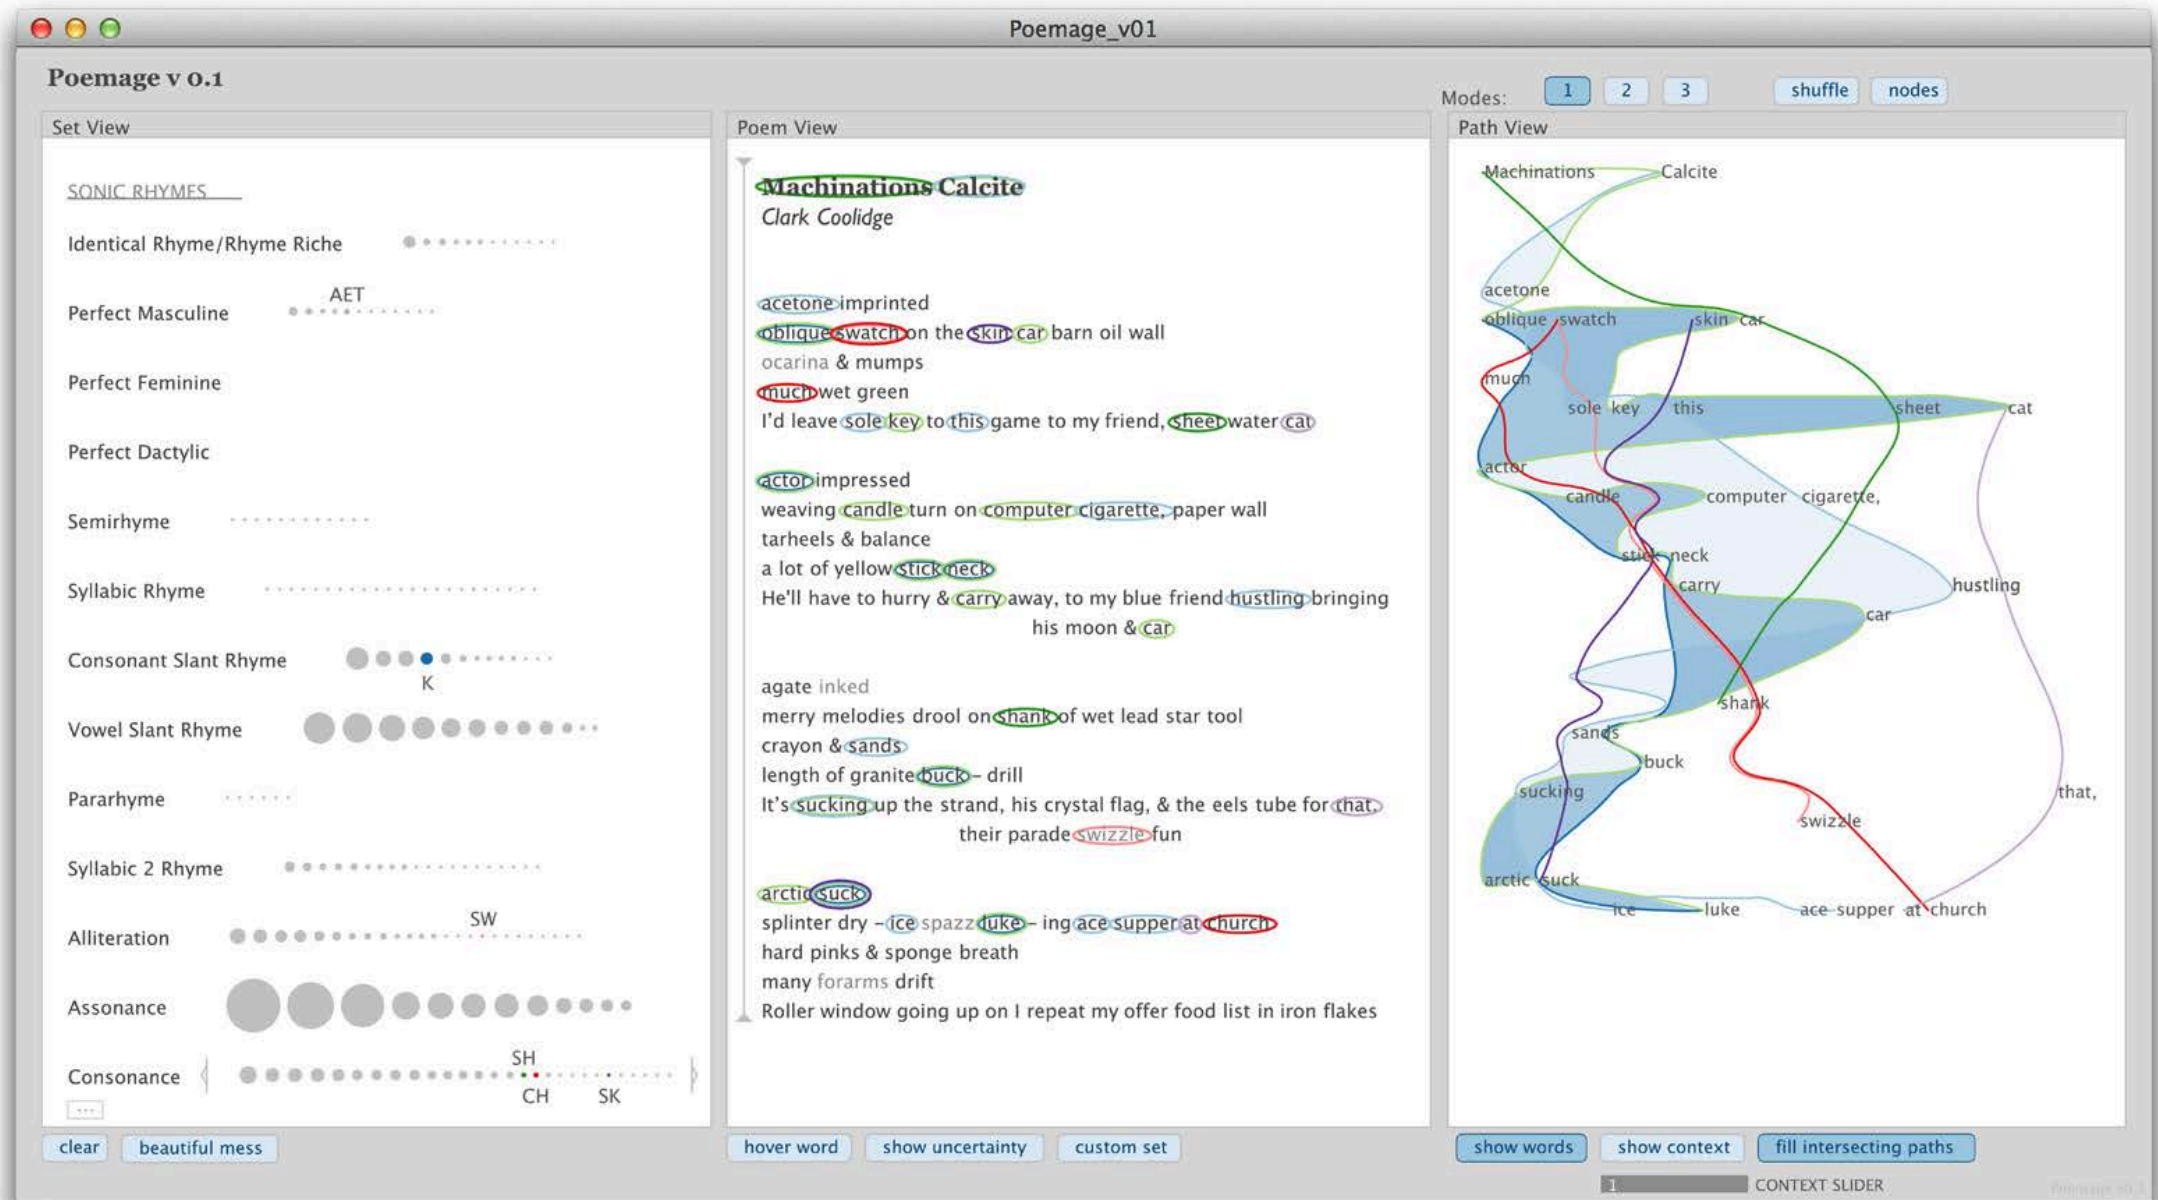 Poemage_v01
Poemage v 0.1
Modes: 1 2 3 shuffle nodes
Set View
SONIC RHYMES
Identical Rhyme/Rhyme Riche
AET
Perfect Masculine
Perfect Feminine
Perfect Dactylic
Semirhyme
Syllabic Rhyme
Consonant Slant Rhyme
K
Vowel Slant Rhyme
Pararhyme
Syllabic 2 Rhyme
SW
Alliteration
Assonance
SH
Consonance
CH SK
...
clear beautiful mess
Poem View
Machinations Calcite
Clark Coolidge
acetone imprinted
oblique swatch on the skin car barn oil wall
ocarina & mumps
much wet green
I'd leave sole key to this game to my friend, sheet water cat
actor impressed
weaving candle turn on computer cigarette, paper wall
tarheels & balance
a lot of yellow stick neck
He'll have to hurry & carry away, to my blue friend hustling bringing
his moon & car
agate inked
merry melodies drool on shank of wet lead star tool
crayon & sands
length of granite buck – drill
It's sucking up the strand, his crystal flag, & the eels tube for that,
their parade swizzle fun
arctic suck
splinter dry – ice spazz luke – ing ace supper at church
hard pinks & sponge breath
many forarms drift
Roller window going up on I repeat my offer food list in iron flakes
hover word show uncertainty custom set
Path View
Machinations Calcite
acetone
oblique swatch skin car
much
sole key this sheet cat
actor
candle computer cigarette,
stick neck
carry hustling
car
shank
sands
buck
sucking that,
swizzle
arctic suck
ice luke ace supper at church
show words show context fill intersecting paths
1 CONTEXT SLIDER